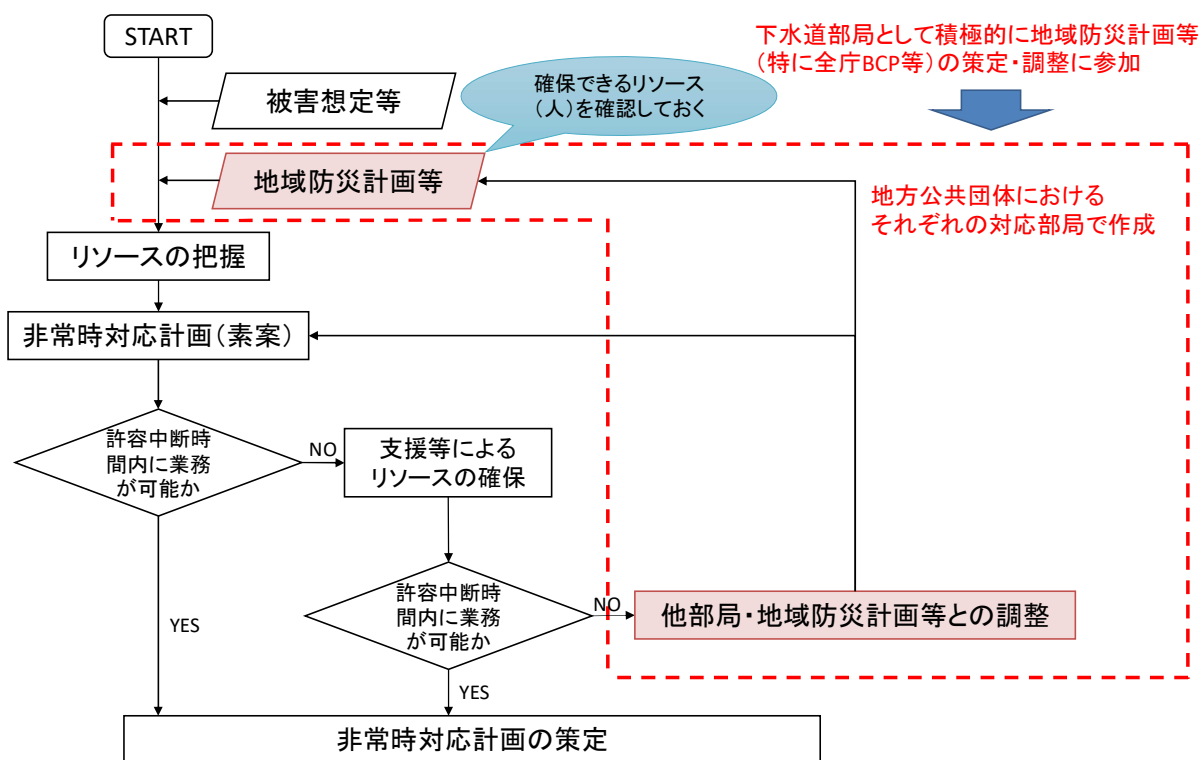 START
下水道部局として積極的に地域防災計画等
（特に全庁BCP等）の策定・調整に参加
被害想定等
確保できるリソース
（人）を確認しておく
地域防災計画等
地方公共団体における
それぞれの対応部局で作成
リソースの把握
非常時対応計画（素案）
許容中断時
間内に業務
が可能か
NO
支援等による
リソースの確保
許容中断時
間内に業務
が可能か
NO
他部局・地域防災計画等との調整
YES
YES
非常時対応計画の策定